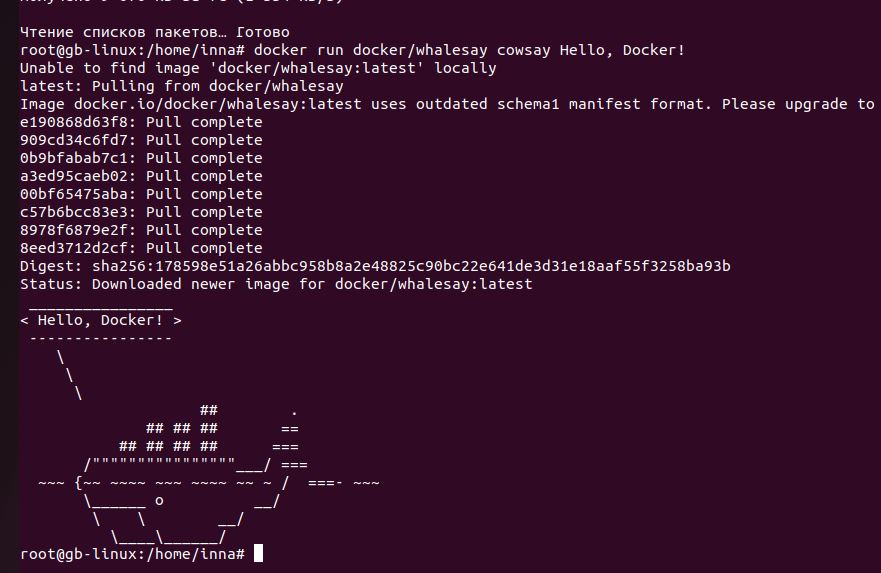 Чтение списков пакетов… Готово
root@gb-linux:/home/inna# docker run docker/whalesay cowsay Hello, Docker!
Unable to find image 'docker/whalesay:latest' locally
latest: Pulling from docker/whalesay
Image docker.io/docker/whalesay:latest uses outdated schema1 manifest format. Please upgrade to
e190868d63f8: Pull complete
909cd34c6fd7: Pull complete
0b9bfabab7c1: Pull complete
a3ed95caeb02: Pull complete
00bf65475aba: Pull complete
c57b6bcc83e3: Pull complete
8978f6879e2f: Pull complete
8eed3712d2cf: Pull complete
Digest: sha256:178598e51a26abbc958b8a2e48825c90bc22e641de3d31e18aaf55f3258ba93b
Status: Downloaded newer image for docker/whalesay:latest
 ________________
< Hello, Docker! >
 ----------------
    \
     \
      \
                    ##         .
              ## ## ##        ==
           ## ## ## ##       ===
       /""""""""""""""""___/ ===
  ~~~ {~~ ~~~~ ~~~ ~~~~ ~~ ~ /  ===- ~~~
       \______ o          __/
        \    \        __/
          \____\______/
root@gb-linux:/home/inna#